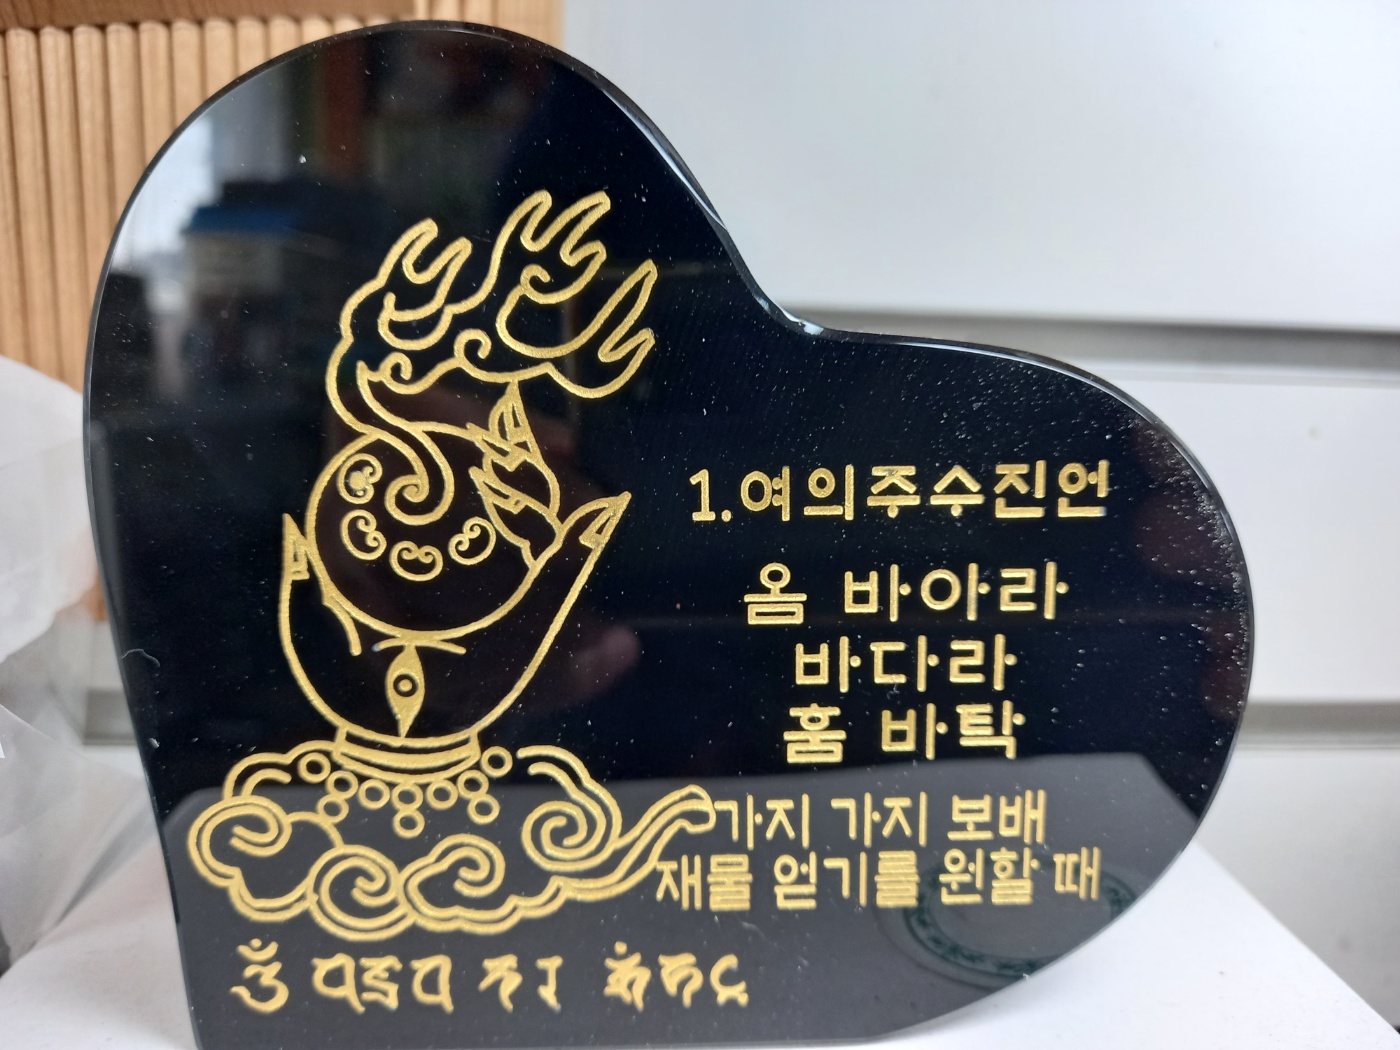 1.여의주수진언
옴 바아라
바다라
훔 바탁
가지 가지 보배
재물 얻기를 원할 때